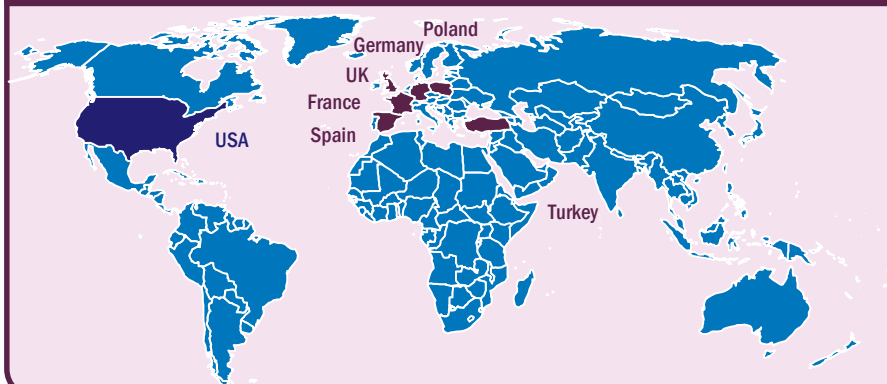 Poland
Germany
UK
France
USA
Spain
Turkey